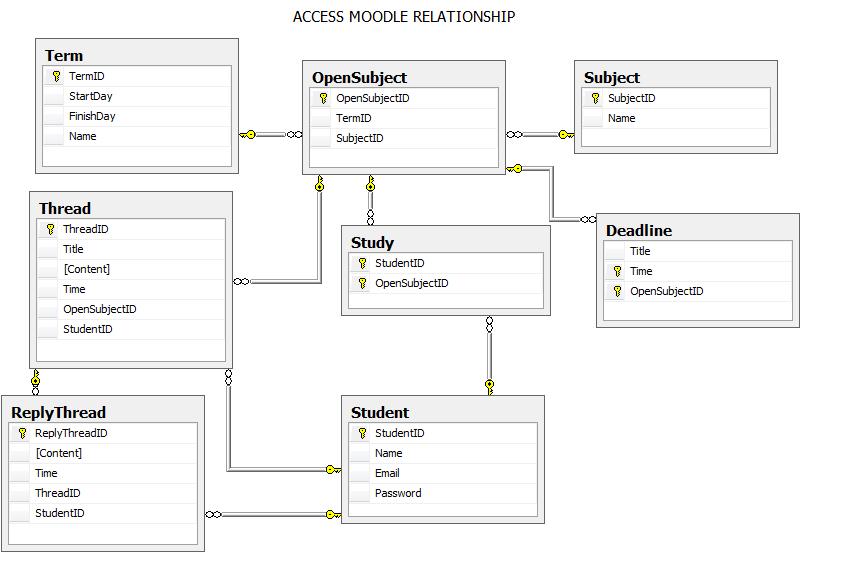 ACCESS MOODLE RELATIONSHIP
Term
TermID
StartDay
FinishDay
Name
OpenSubject
OpenSubjectID
TermID
SubjectID
Subject
SubjectID
Name
Thread
ThreadID
Title
[Content]
Time
OpenSubjectID
StudentID
Study
StudentID
OpenSubjectID
Deadline
Title
Time
OpenSubjectID
ReplyThread
ReplyThreadID
[Content]
Time
ThreadID
StudentID
Student
StudentID
Name
Email
Password